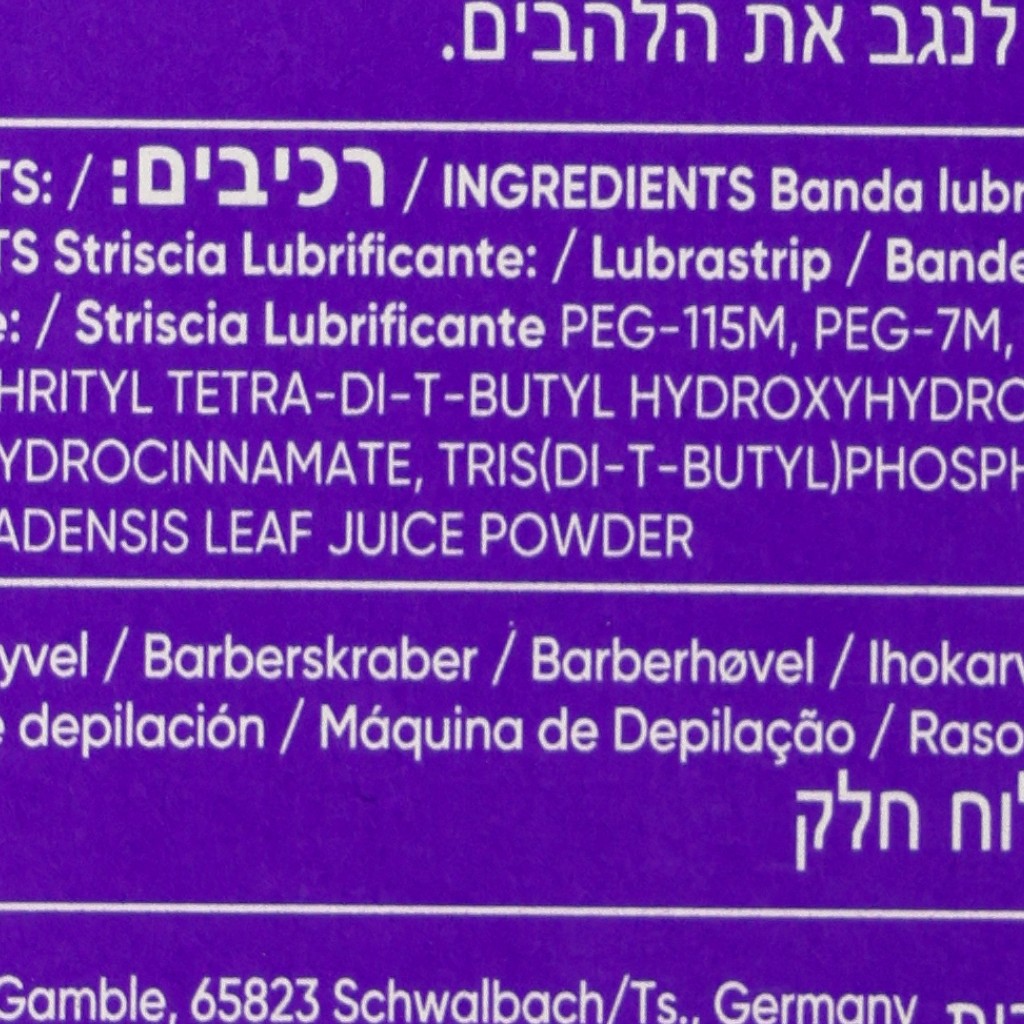 לנגב את הלהבים.
TS: / רכיבים: / INGREDIENTS Banda lubr
TS Striscia Lubrificante: / Lubrastrip / Bande
e: / Striscia Lubrificante PEG-115M, PEG-7M,
HRITYL TETRA-DI-T-BUTYL HYDROXYHYDRO
YDROCINNAMATE, TRIS(DI-T-BUTYL)PHOSPH
ADENSIS LEAF JUICE POWDER
yvel / Barberskraber / Barberhøvel / Ihokarv
e depilación / Máquina de Depilação / Raso
לוח חלק
Gamble, 65823 Schwalbach/Ts., Germany